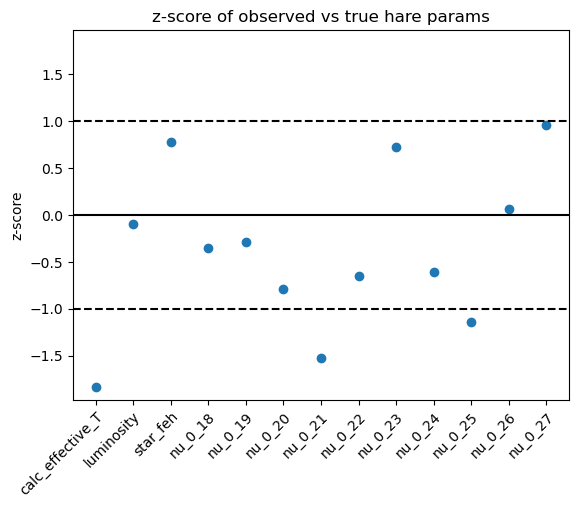 z-score of observed vs true hare params
1.5
1.0
0.5
0.0
−0.5
−1.0
−1.5
z-score
calc_effective_T
luminosity
star_feh
nu_0_18
nu_0_19
nu_0_20
nu_0_21
nu_0_22
nu_0_23
nu_0_24
nu_0_25
nu_0_26
nu_0_27